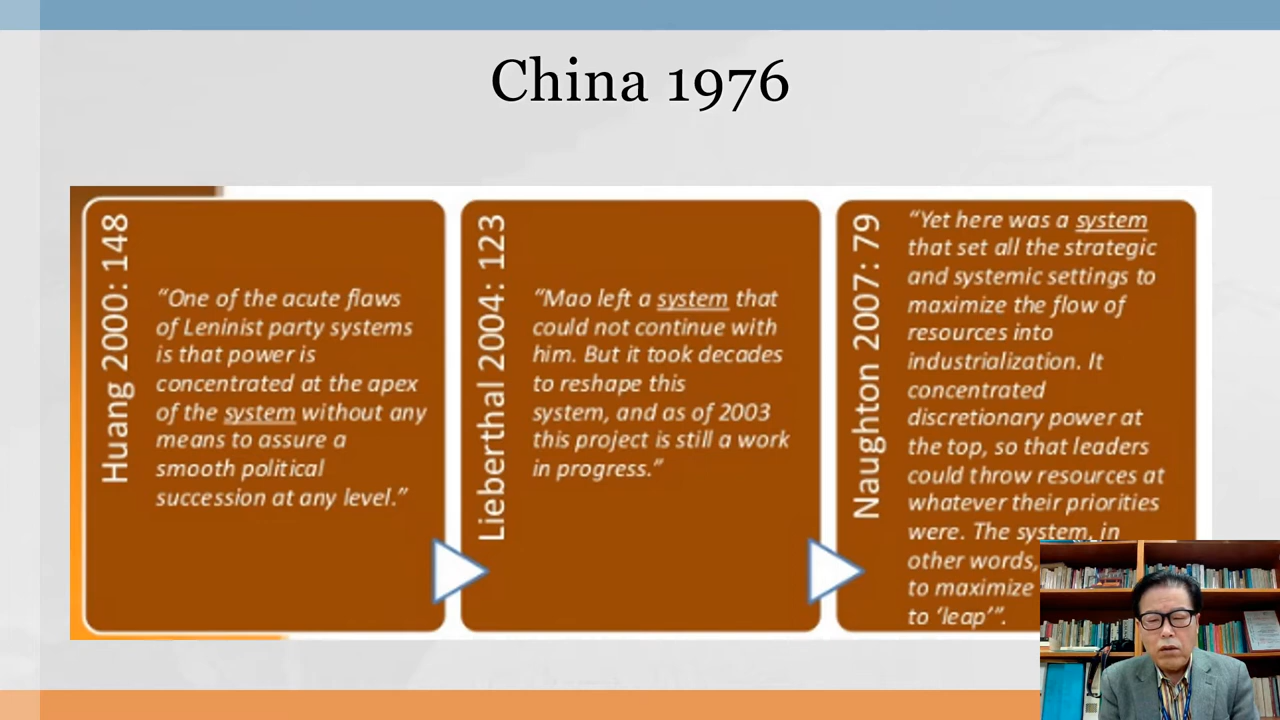 China 1976
Huang 2000: 148
“One of the acute flaws
of Leninist party systems
is that power is
concentrated at the apex
of the system without any
means to assure a
smooth political
succession at any level.”
Lieberthal 2004: 123
“Mao left a system that
could not continue with
him. But it took decades
to reshape this
system, and as of 2003
this project is still a work
in progress.”
Naughton 2007: 79
“Yet here was a system
that set all the strategic
and systemic settings to
maximize the flow of
resources into
industrialization. It
concentrated
discretionary power at
the top, so that leaders
could throw resources at
whatever their priorities
were. The system, in
other words,
to maximize
to ‘leap’”.